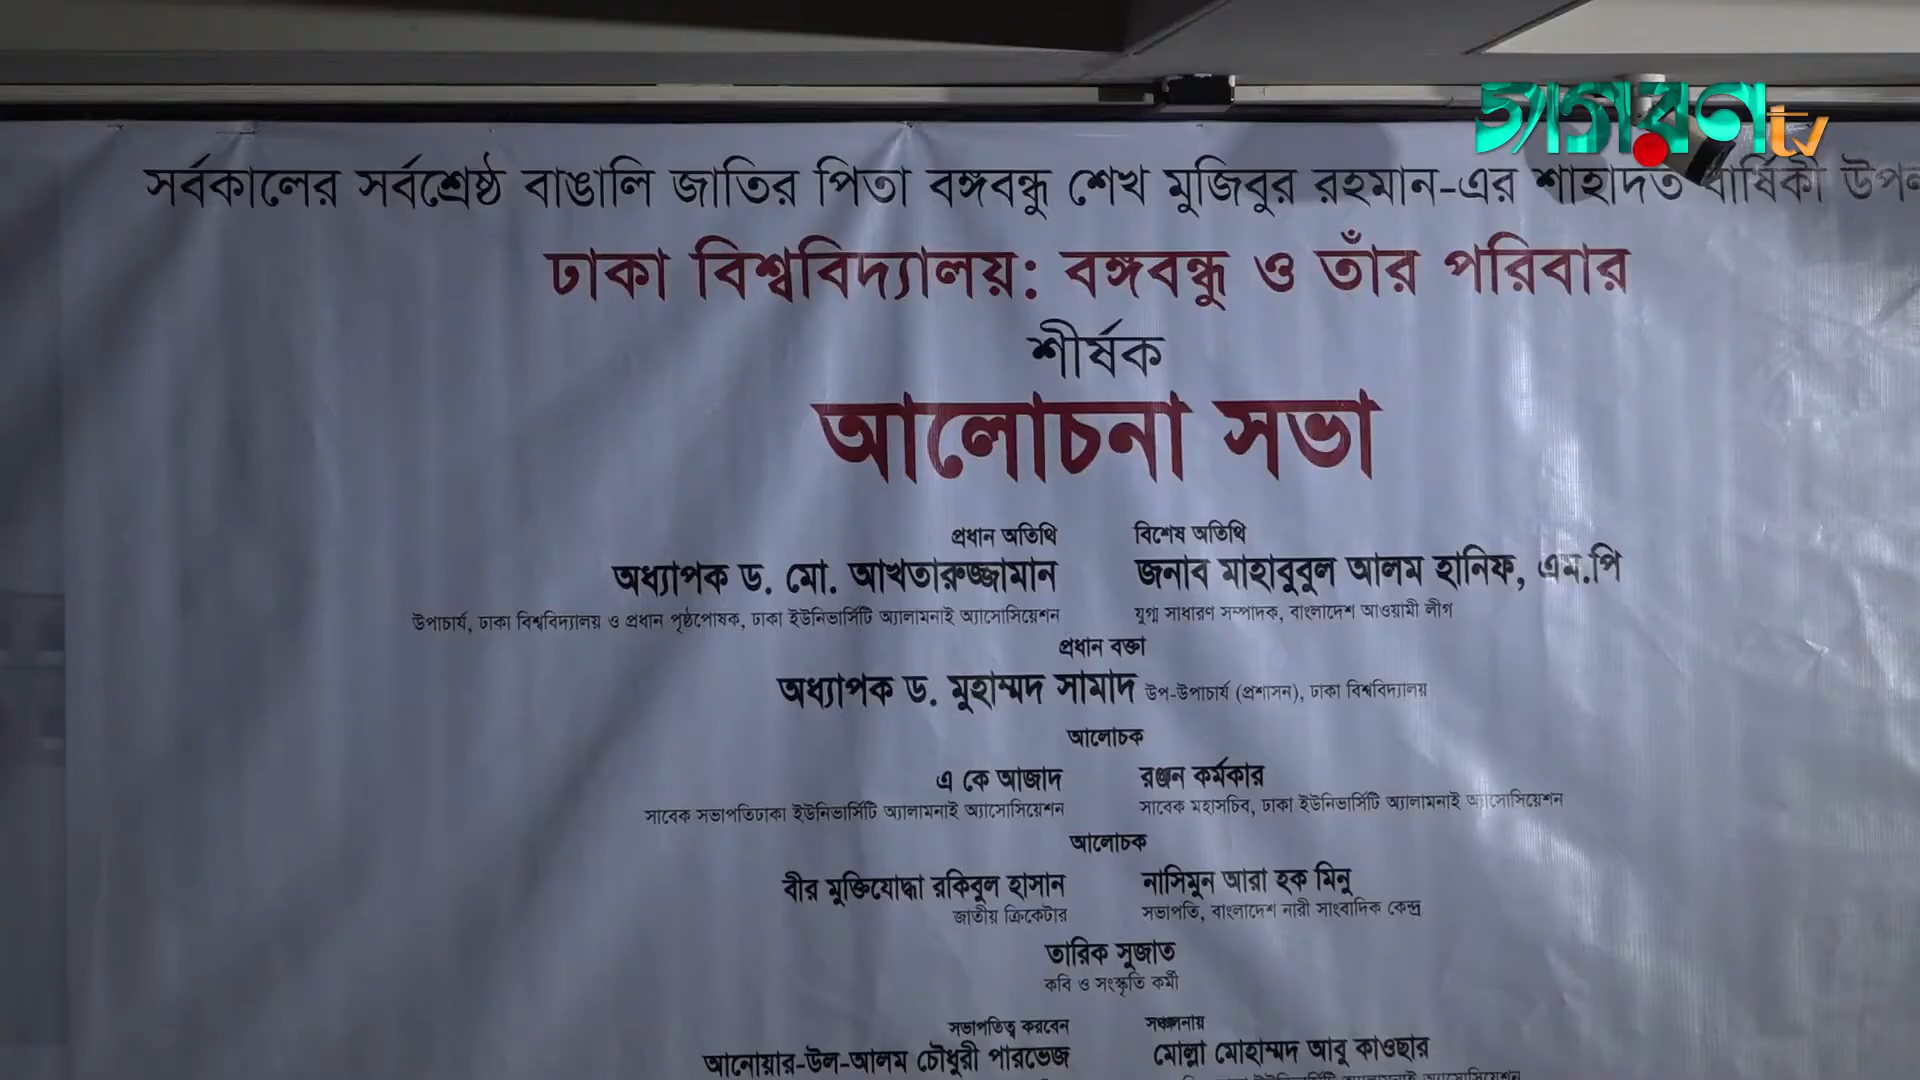 জাগরণ tv
সর্বকালের সর্বশ্রেষ্ঠ বাঙালি জাতির পিতা বঙ্গবন্ধু শেখ মুজিবুর রহমান-এর শাহাদত বার্ষিকী
ঢাকা বিশ্ববিদ্যালয়: বঙ্গবন্ধু ও তাঁর পরিবার
শীর্ষক
আলোচনা সভা
প্রধান অতিথি
অধ্যাপক ড. মো. আখতারুজ্জামান
উপাচার্য, ঢাকা বিশ্ববিদ্যালয় ও প্রধান পৃষ্ঠপোষক, ঢাকা ইউনিভার্সিটি অ্যালামনাই অ্যাসোসিয়েশন
বিশেষ অতিথি
জনাব মাহাবুবুল আলম হানিফ, এম.পি
যুগ্ম সাধারণ সম্পাদক, বাংলাদেশ আওয়ামী লীগ
প্রধান বক্তা
অধ্যাপক ড. মুহাম্মদ সামাদ উপ-উপাচার্য (প্রশাসন), ঢাকা বিশ্ববিদ্যালয়
আলোচক
এ কে আজাদ
সাবেক সভাপতিঢাকা ইউনিভার্সিটি অ্যালামনাই অ্যাসোসিয়েশন
রঞ্জন কর্মকার
সাবেক মহাসচিব, ঢাকা ইউনিভার্সিটি অ্যালামনাই অ্যাসোসিয়েশন
আলোচক
বীর মুক্তিযোদ্ধা রকিবুল হাসান
জাতীয় ক্রিকেটার
নাসিমুন আরা হক মিনু
সভাপতি, বাংলাদেশ নারী সাংবাদিক কেন্দ্র
তারিক সুজাত
কবি ও সংস্কৃতি কর্মী
সভাপতিত্ব করবেন
আনোয়ার-উল-আলম চৌধুরী পারভেজ
সঞ্চলনায়
মোল্লা মোহাম্মদ আবু কাওছার